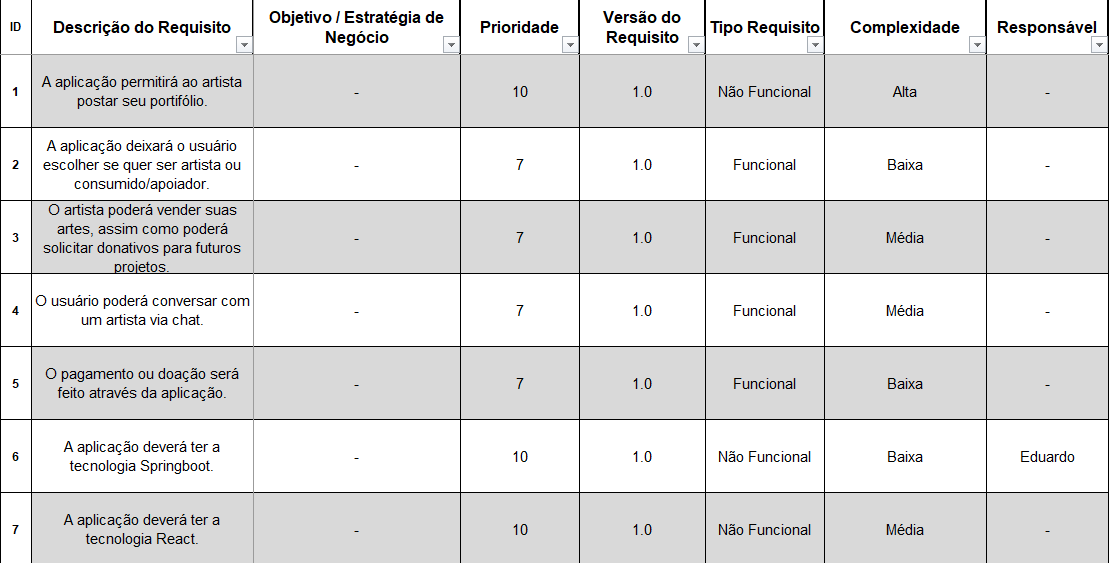 ID
Descrição do Requisito
Objetivo / Estratégia de
Negócio
Prioridade
Versão do
Requisito
Tipo Requisito
Complexidade
Responsável
1
A aplicação permitirá ao artista
postar seu portifólio.
-
10
1.0
Não Funcional
Alta
-
2
A aplicação deixará o usuário
escolher se quer ser artista ou
consumido/apoiador.
-
7
1.0
Funcional
Baixa
-
3
O artista poderá vender suas
artes, assim como poderá
solicitar donativos para futuros
projetos.
-
7
1.0
Funcional
Média
-
4
O usuário poderá conversar com
um artista via chat.
-
7
1.0
Funcional
Média
-
5
O pagamento ou doação será
feito através da aplicação.
-
7
1.0
Funcional
Baixa
-
6
A aplicação deverá ter a
tecnologia Springboot.
-
10
1.0
Não Funcional
Baixa
Eduardo
7
A aplicação deverá ter a
tecnologia React.
-
10
1.0
Não Funcional
Média
-